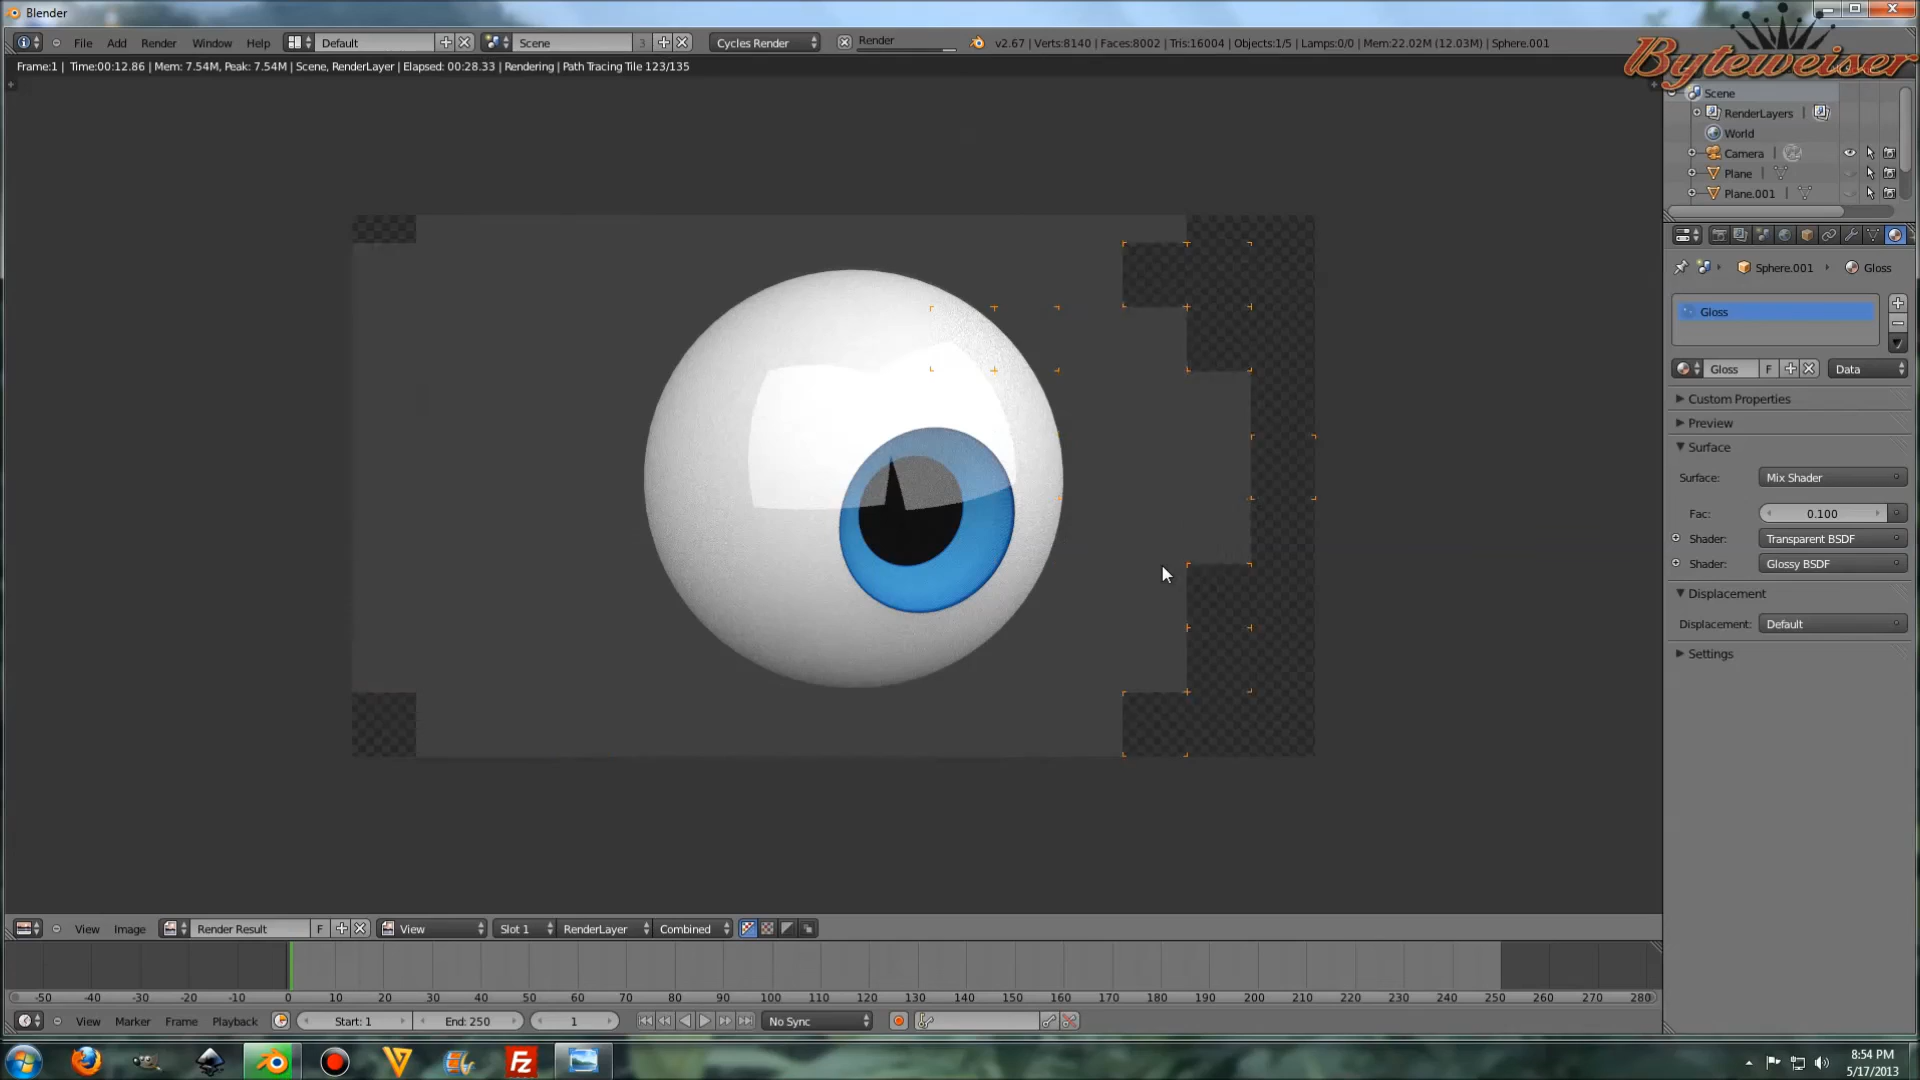 Blender
Byteweiser
File Add Render Window Help Default Scene 3 Cycles Render Render v2.67 | Verts:8140 | Faces:8002 | Tris:16004 | Objects:1/5 | Lamps:0/0 | Mem:22.02M (12.03M) | Sphere.001
Frame:1 | Time:00:12.86 | Mem: 7.54M, Peak: 7.54M | Scene, RenderLayer | Elapsed: 00:28.33 | Rendering | Path Tracing Tile 123/135
Scene
RenderLayers |
World
Camera |
Plane |
Plane.001 |
Sphere.001 Gloss
Gloss
Gloss F Data
Custom Properties
Preview
Surface
Surface: Mix Shader
Fac: 0.100
Shader: Transparent BSDF
Shader: Glossy BSDF
Displacement
Displacement: Default
Settings
View Image Render Result F View Slot 1 RenderLayer Combined
-50 -40 -30 -20 -10 0 10 20 30 40 50 60 70 80 90 100 110 120 130 140 150 160 170 180 190 200 210 220 230 240 250 260 270 280
View Marker Frame Playback Start: 1 End: 250 1 No Sync
Fz
8:54 PM
5/17/2013